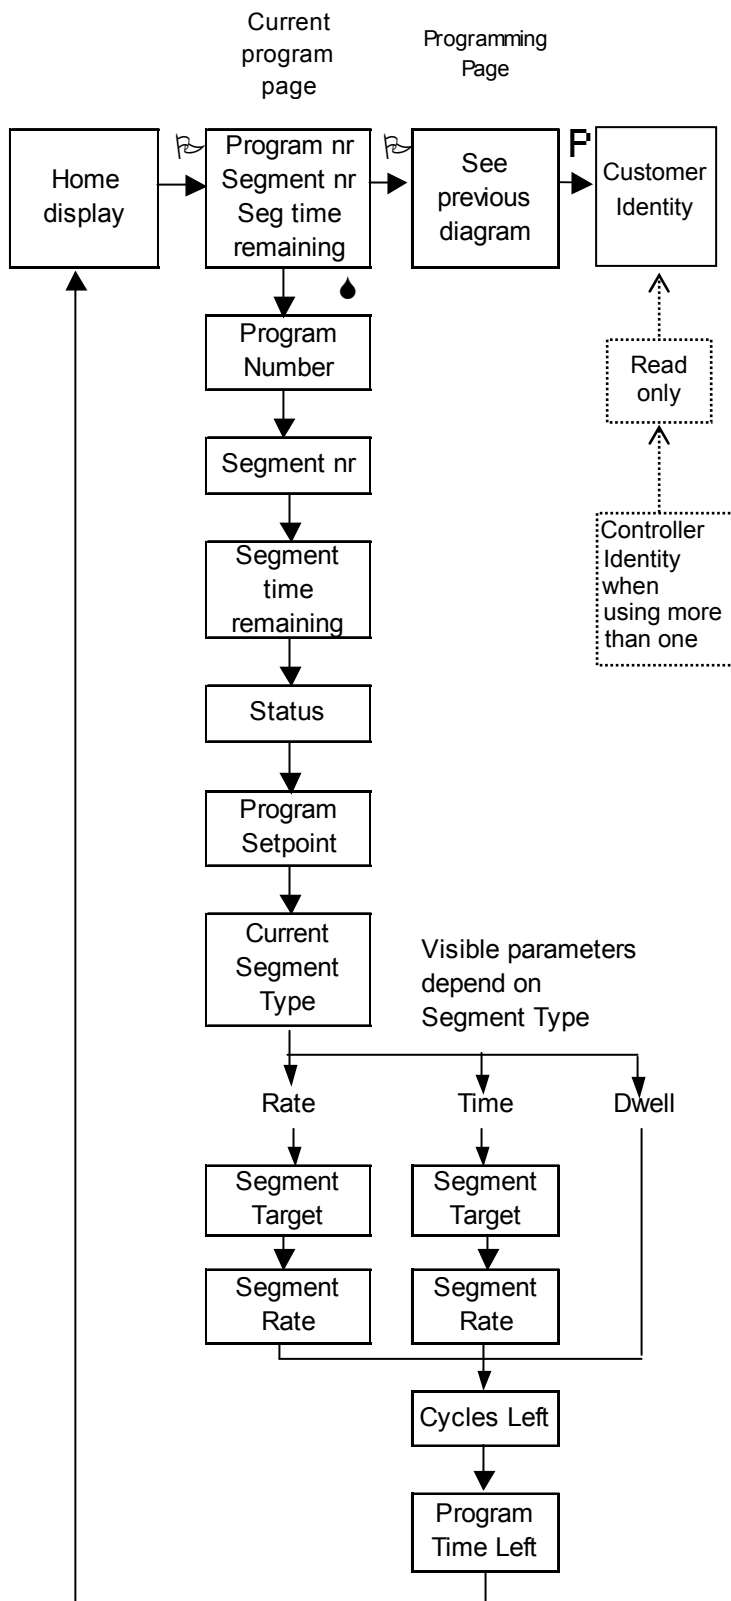 Current
program
page
Programming
Page
Home
display
Program nr
Segment nr
Seg time
remaining
See
previous
diagram
P
Customer
Identity
Program
Number
Read
only
Segment nr
Controller
Identity
when
using more
than one
Segment
time
remaining
Status
Program
Setpoint
Current
Segment
Type
Visible parameters
depend on
Segment Type
Rate
Time
Dwell
Segment
Target
Segment
Target
Segment
Rate
Segment
Rate
Cycles Left
Program
Time Left